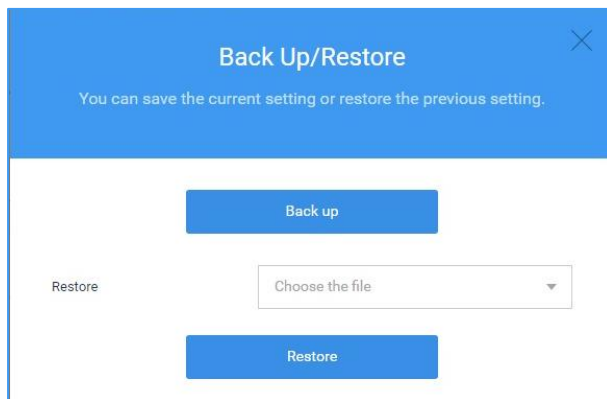 Back Up/Restore
You can save the current setting or restore the previous setting.
Back up
Restore
Choose the file
Restore